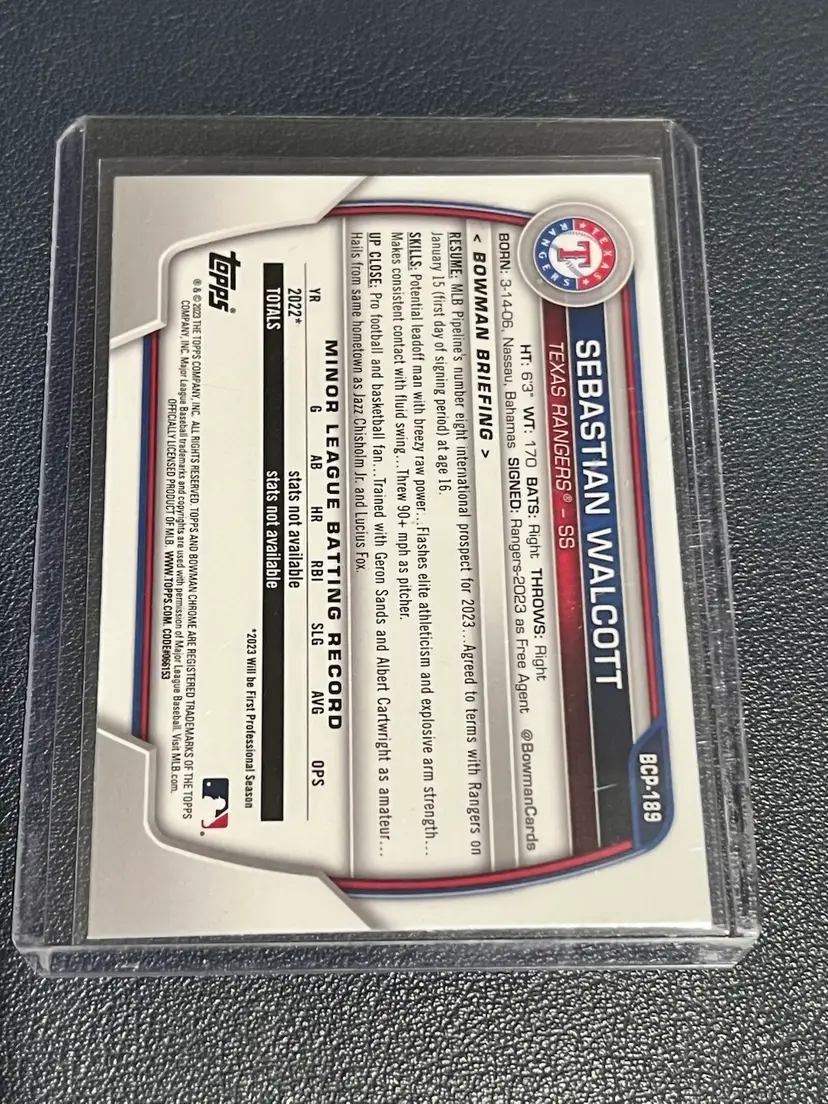 BCP-189
TEXAS
RANGERS
T
SEBASTIAN WALCOTT
TEXAS RANGERS® - SS
HT: 6'3" WT: 170 BATS: Right THROWS: Right
BORN: 3-14-06, Nassau, Bahamas SIGNED: Rangers-2023 as Free Agent @BowmanCards
< BOWMAN BRIEFING >
RESUME: MLB Pipeline's number eight international prospect for 2023...Agreed to terms with Rangers on
January 15 (first day of signing period) at age 16.
SKILLS: Potential leadoff man with breezy raw power...Flashes elite athleticism and explosive arm strength...
Makes consistent contact with fluid swing...Threw 90+ mph as pitcher.
UP CLOSE: Pro football and basketball fan...Trained with Geron Sands and Albert Cartwright as amateur...
Hails from same hometown as Jazz Chisholm Jr. and Lucius Fox.
MINOR LEAGUE BATTING RECORD
YR G AB HR RBI SLG AVG OPS
2022* stats not available
TOTALS stats not available
*2023 Will be First Professional Season
topps®
® & © 2023 THE TOPPS COMPANY, INC. ALL RIGHTS RESERVED. TOPPS AND BOWMAN CHROME ARE REGISTERED TRADEMARKS OF THE TOPPS
COMPANY, INC. Major League Baseball trademarks and copyrights are used with permission of Major League Baseball. Visit MLB.com.
OFFICIALLY LICENSED PRODUCT OF MLB. WWW.TOPPS.COM. CODE#066153